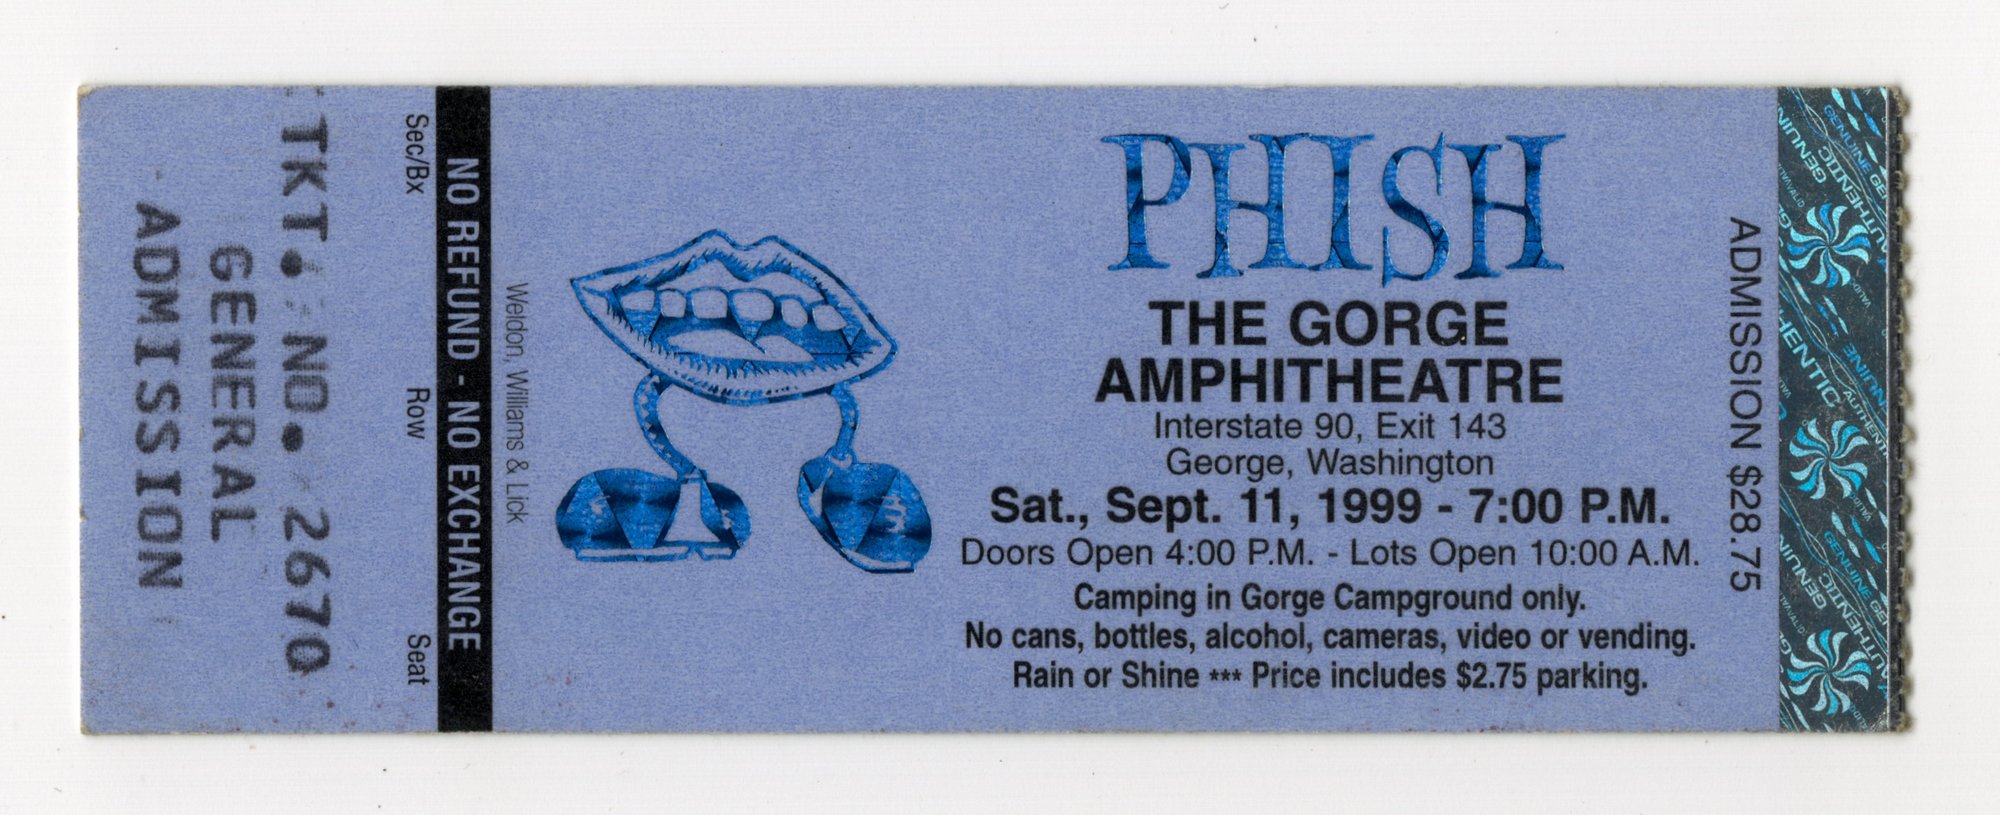 TKT. NO. 2670
GENERAL
ADMISSION
Sec/Bx Row Seat
NO REFUND - NO EXCHANGE
Weldon, Williams & Lick
PHISH
THE GORGE
AMPHITHEATRE
Interstate 90, Exit 143
George, Washington
Sat., Sept. 11, 1999 - 7:00 P.M.
Doors Open 4:00 P.M. - Lots Open 10:00 A.M.
Camping in Gorge Campground only.
No cans, bottles, alcohol, cameras, video or vending.
Rain or Shine *** Price includes $2.75 parking.
ADMISSION $28.75
GENUINE
AUTHENTIC
VALID